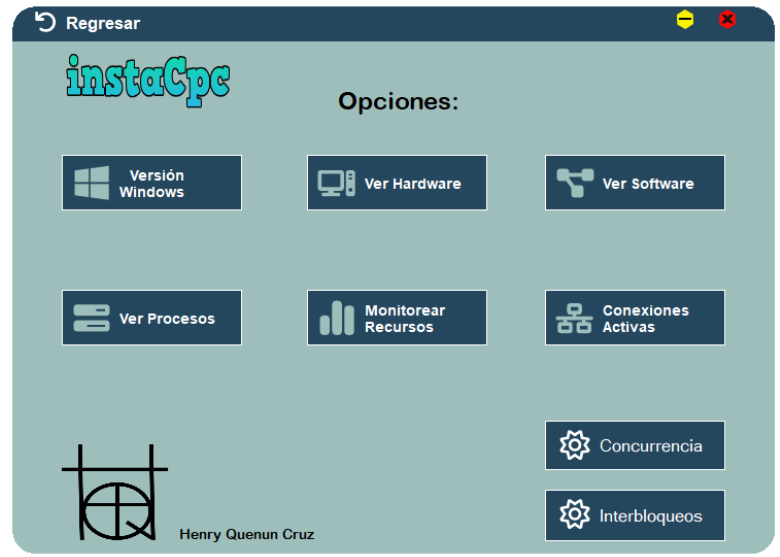 Regresar
instaCpc
Opciones:
Versión
Windows
Ver Hardware
Ver Software
Ver Procesos
Monitorear
Recursos
Conexiones
Activas
Concurrencia
Interbloqueos
Henry Quenun Cruz